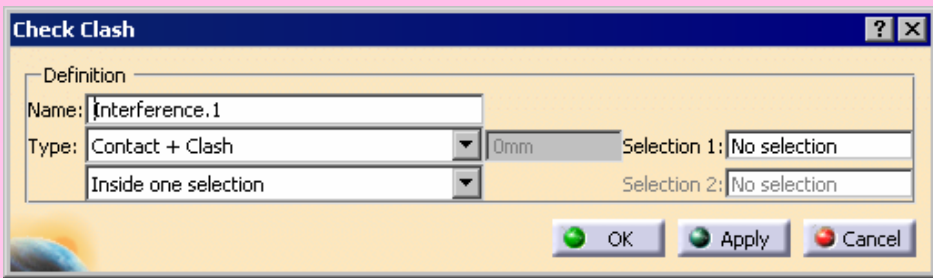 Check Clash
Definition
Name: Interference.1
Type: Contact + Clash 0mm Selection 1: No selection
Inside one selection Selection 2: No selection
OK Apply Cancel